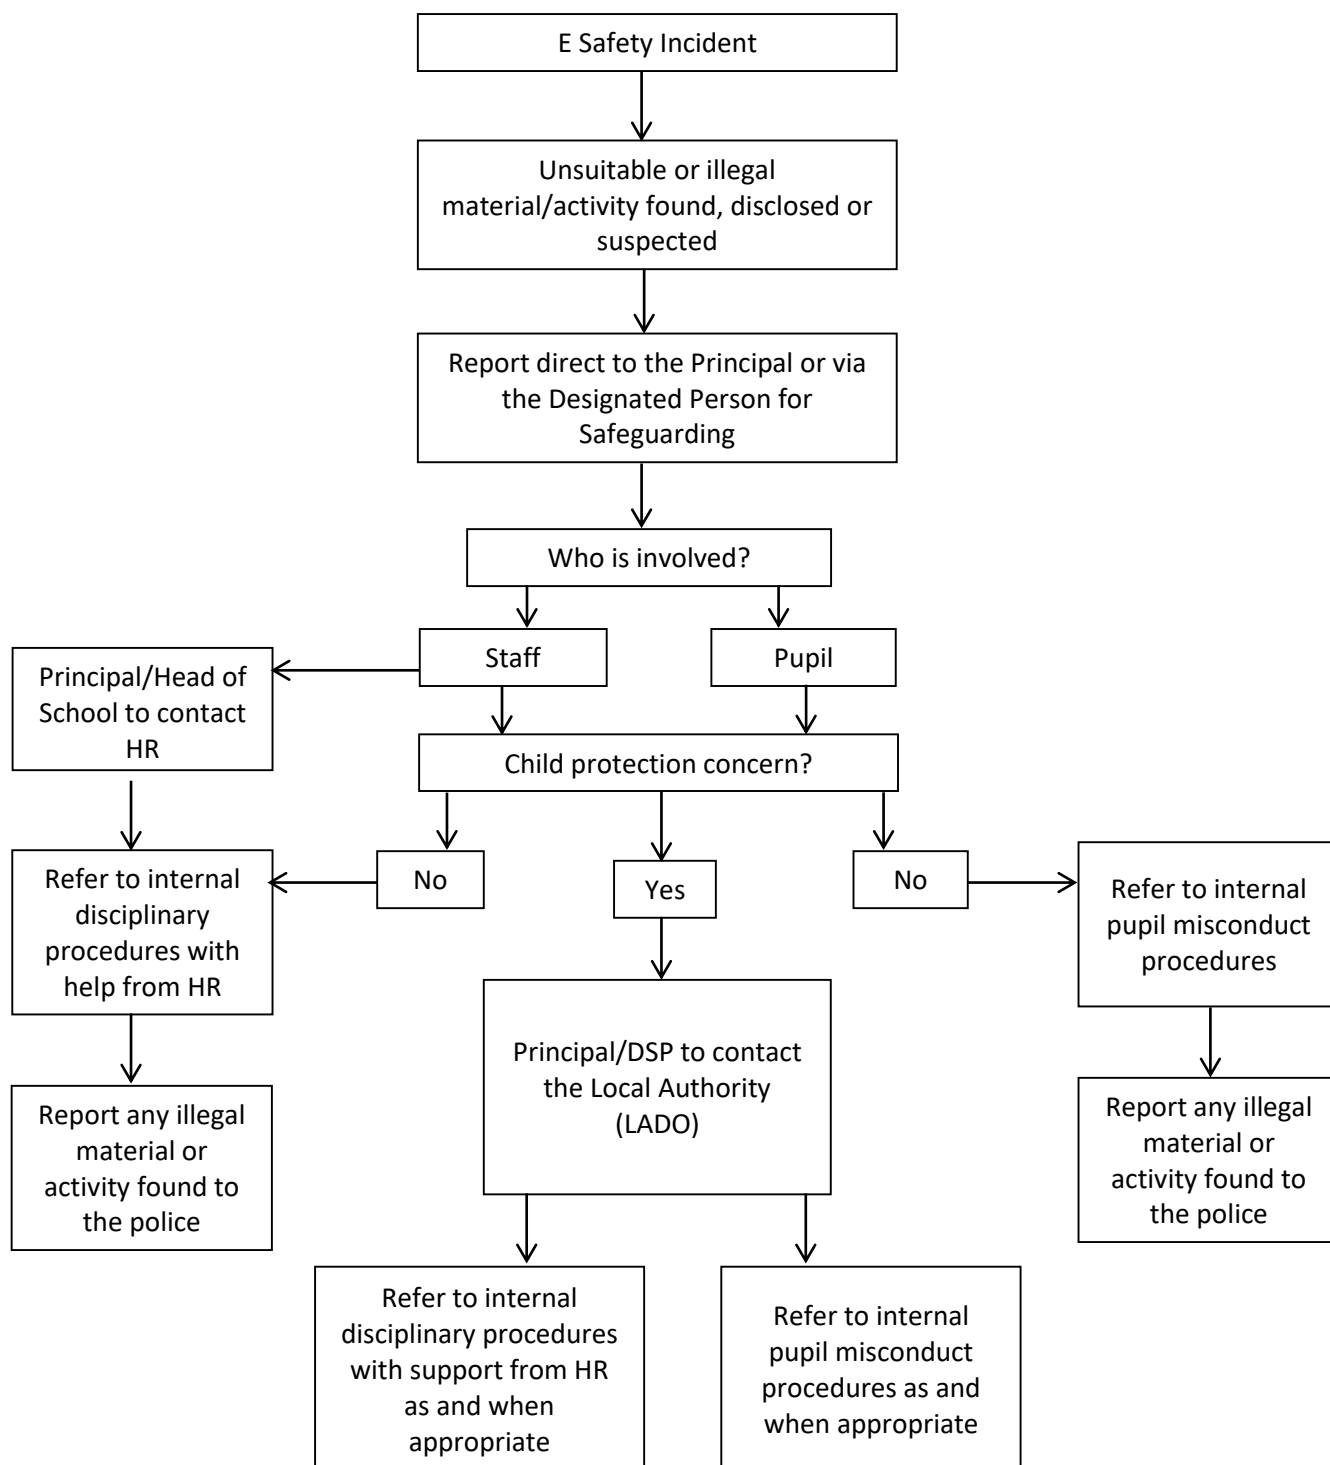 E Safety Incident
Unsuitable or illegal
material/activity found, disclosed or
suspected
Report direct to the Principal or via
the Designated Person for
Safeguarding
Who is involved?
Staff
Pupil
Principal/Head of
School to contact
HR
Child protection concern?
No
Yes
No
Refer to internal
disciplinary
procedures with
help from HR
Refer to internal
pupil misconduct
procedures
Principal/DSP to contact
the Local Authority
(LADO)
Report any illegal
material or
activity found to
the police
Report any illegal
material or
activity found to
the police
Refer to internal
disciplinary procedures
with support from HR
as and when
appropriate
Refer to internal
pupil misconduct
procedures as and
when appropriate